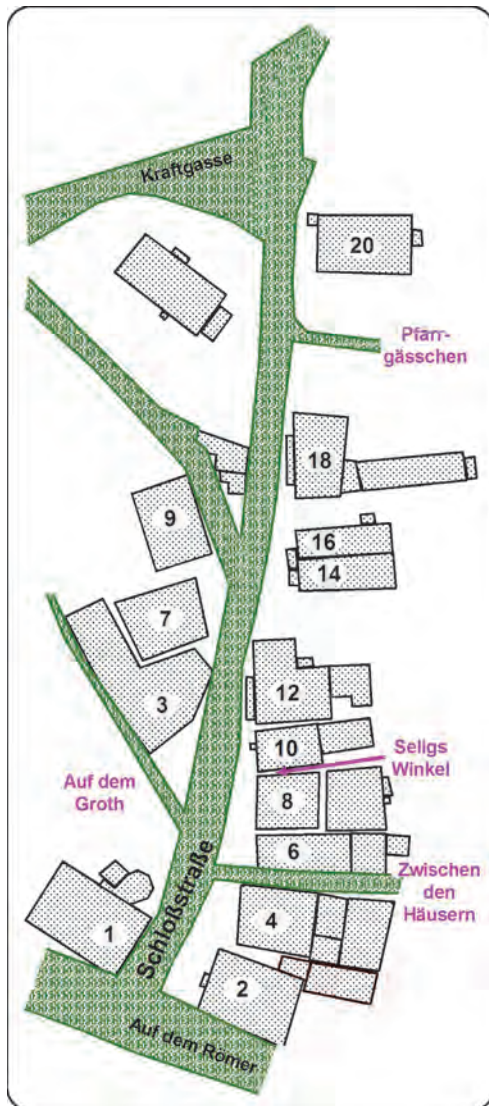 Kraftgasse
20
Pfarr-
gässchen
18
9
16
14
7
12
3
10
Seligs
Winkel
Auf dem
Groth
8
6
Zwischen
den
Häusern
Schloßstraße
4
1
2
Auf dem Römer